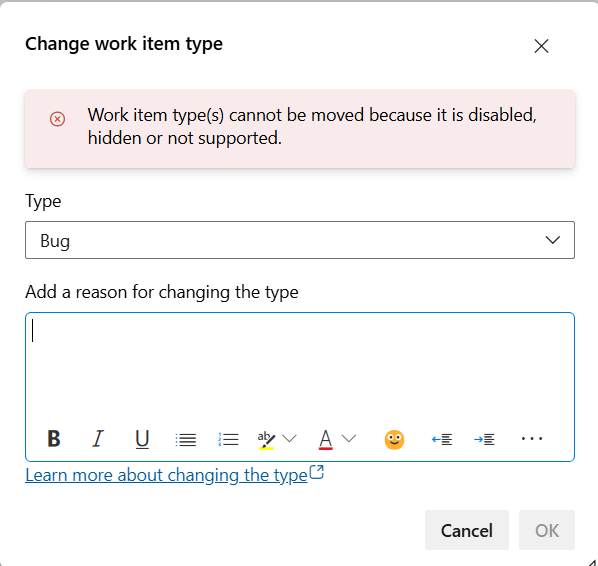 Change work item type
Work item type(s) cannot be moved because it is disabled,
hidden or not supported.
Type
Bug
Add a reason for changing the type
B I U ab A
Learn more about changing the type
Cancel OK